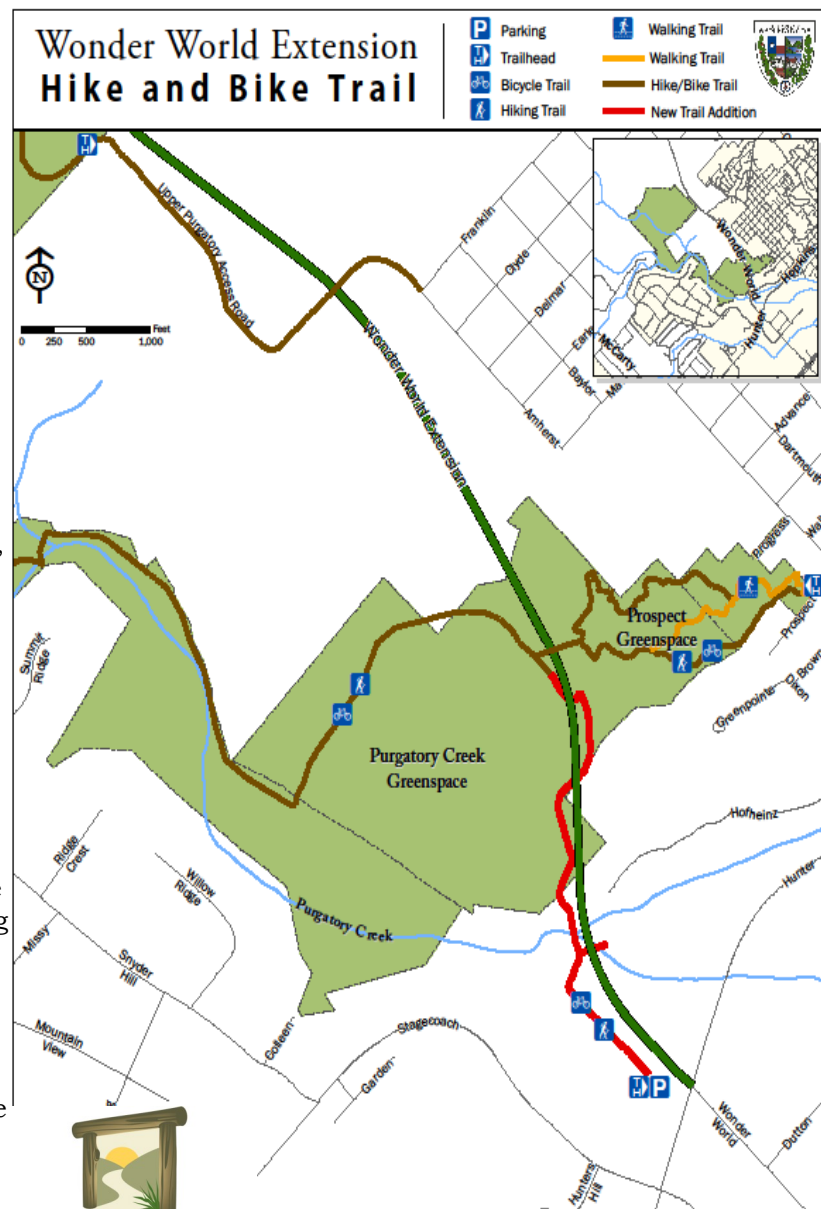 Wonder World Extension
Hike and Bike Trail
P Parking
TH Trailhead
Bicycle Trail
Hiking Trail
Walking Trail
Walking Trail
Hike/Bike Trail
New Trail Addition
TH
Upper Purgatory Access Road
N
Feet
0 250 500 1,000
Franklin
Clyde
Delmar
Earle
Baylor
Amherst
Wonder World
Hopkins
Hunter
McCarty
Advance
Dartmouth
Wonder World Extension
Progress
Prospect
Greenspace
TH
Prospect
Brown
Dixon
Greenpointe
Summit
Ridge
Purgatory Creek
Greenspace
Hofheinz
Hunter
Ridge
Crest
Willow
Ridge
Purgatory Creek
Missy
Snyder
Hill
Mountain
View
Colleen
Stagecoach
Garden
TH P
Wonder
World
Dutton
Hunters
Hill